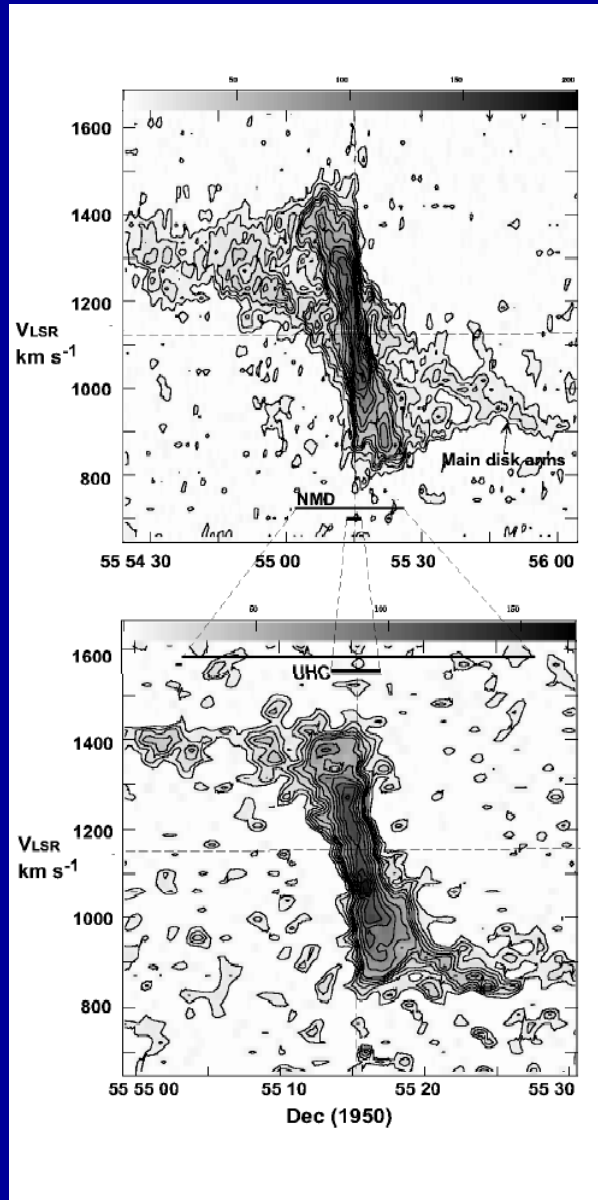 50 100 150 200
1600
1400
1200
VLSR
km s-1
1000
800
Main disk arms
NMD
55 54 30 55 00 55 30 56 00
50 100 150
1600
UHC
1400
1200
VLSR
km s-1
1000
800
55 55 00 55 10 55 20 55 30
Dec (1950)